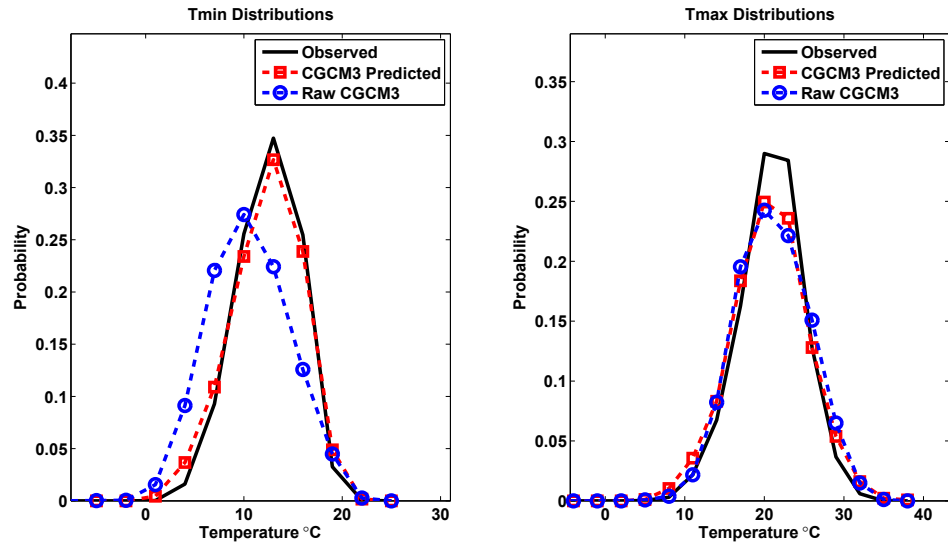 Tmin Distributions
Observed
CGCM3 Predicted
Raw CGCM3
0.4
0.35
0.3
0.25
0.2
0.15
0.1
0.05
0
Probability
0 10 20 30
Temperature °C
Tmax Distributions
Observed
CGCM3 Predicted
Raw CGCM3
0.35
0.3
0.25
0.2
0.15
0.1
0.05
0
Probability
0 10 20 30 40
Temperature °C